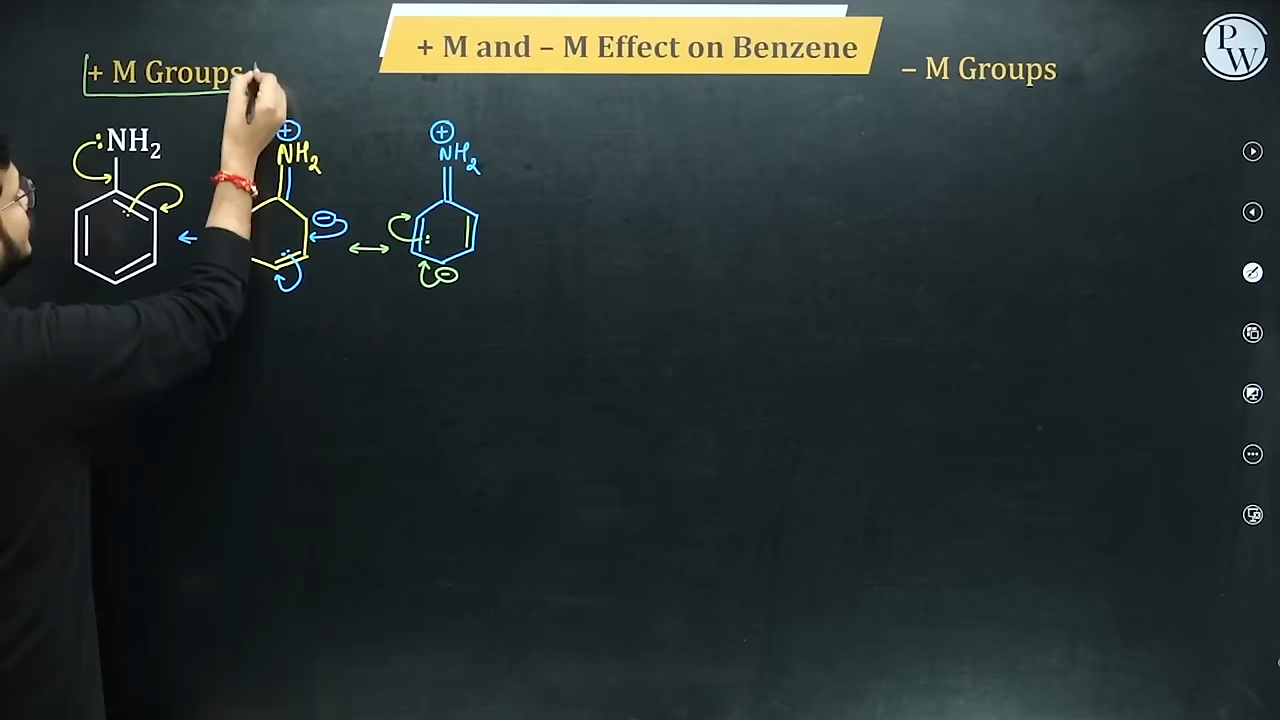 + M and – M Effect on Benzene
PW
+ M Groups
– M Groups
:NH2
⊕
NH2
⊖
⊕
NH2
⊖